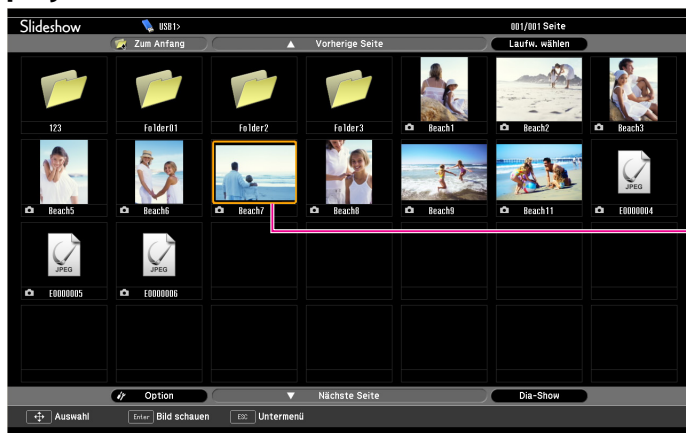 Slideshow USB1> 001/001 Seite
Zum Anfang ▲ Vorherige Seite Laufw. wählen
123 Folder01 Folder2 Folder3 Beach1 Beach2 Beach3
JPEG
Beach5 Beach6 Beach7 Beach8 Beach9 Beach11 E0000004
JPEG JPEG
E0000005 E0000006
Option ▼ Nächste Seite Dia-Show
Auswahl Enter Bild schauen ESC Untermenü